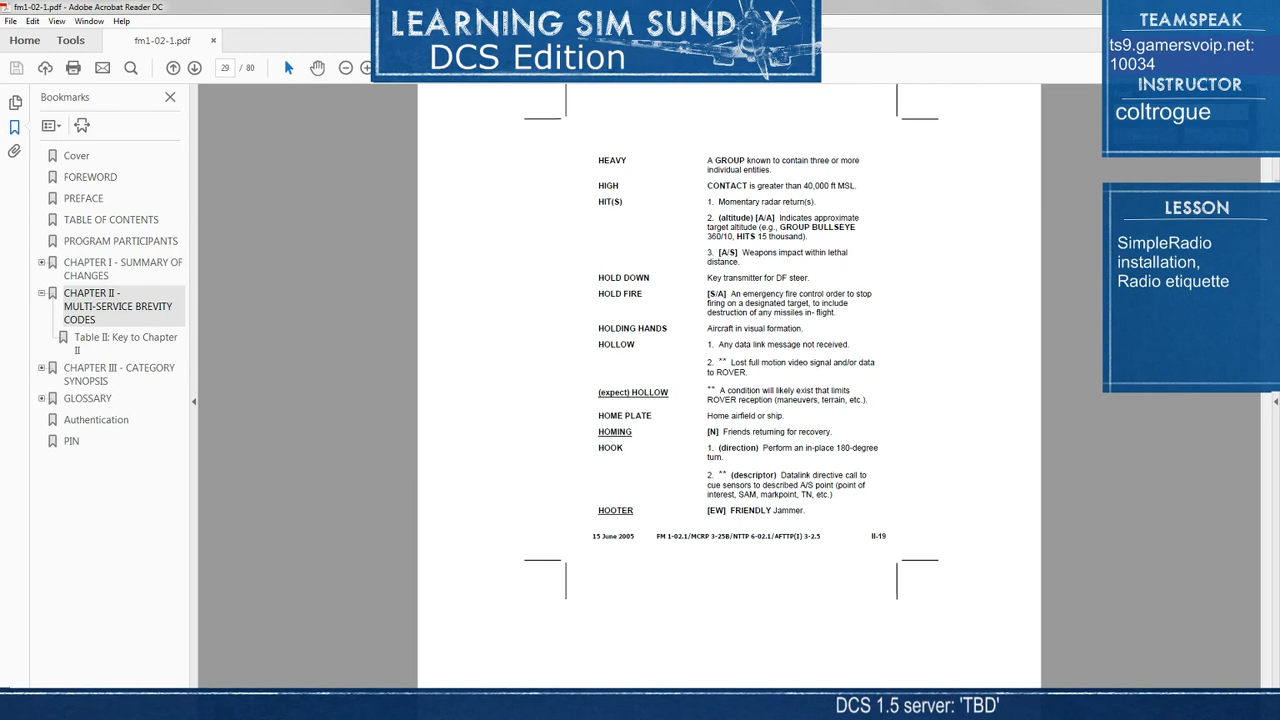 fm1-02-1.pdf - Adobe Acrobat Reader DC
File Edit View Window Help
Home Tools fm1-02-1.pdf ×
29 / 80
Bookmarks
Cover
FOREWORD
PREFACE
TABLE OF CONTENTS
PROGRAM PARTICIPANTS
CHAPTER I - SUMMARY OF
CHANGES
CHAPTER II -
MULTI-SERVICE BREVITY
CODES
Table II: Key to Chapter
II
CHAPTER III - CATEGORY
SYNOPSIS
GLOSSARY
Authentication
PIN
LEARNING SIM SUND Y
DCS Edition
HEAVY A GROUP known to contain three or more
individual entities.
HIGH CONTACT is greater than 40,000 ft MSL.
HIT(S) 1. Momentary radar return(s).
2. (altitude) [A/A] Indicates approximate
target altitude (e.g., GROUP BULLSEYE
360/10, HITS 15 thousand).
3. [A/S] Weapons impact within lethal
distance.
HOLD DOWN Key transmitter for DF steer.
HOLD FIRE [S/A] An emergency fire control order to stop
firing on a designated target, to include
destruction of any missiles in- flight.
HOLDING HANDS Aircraft in visual formation.
HOLLOW 1. Any data link message not received.
2. ** Lost full motion video signal and/or data
to ROVER.
(expect) HOLLOW ** A condition will likely exist that limits
ROVER reception (maneuvers, terrain, etc.).
HOME PLATE Home airfield or ship.
HOMING [N] Friends returning for recovery.
HOOK 1. (direction) Perform an in-place 180-degree
turn.
2. ** (descriptor) Datalink directive call to
cue sensors to described A/S point (point of
interest, SAM, markpoint, TN, etc.)
HOOTER [EW] FRIENDLY Jammer.
15 June 2005 FM 1-02.1/MCRP 3-25B/NTTP 6-02.1/AFTTP(I) 3-2.5 II-19
TEAMSPEAK
ts9.gamersvoip.net:
10034
INSTRUCTOR
coltrogue
LESSON
SimpleRadio
installation,
Radio etiquette
DCS 1.5 server: 'TBD'